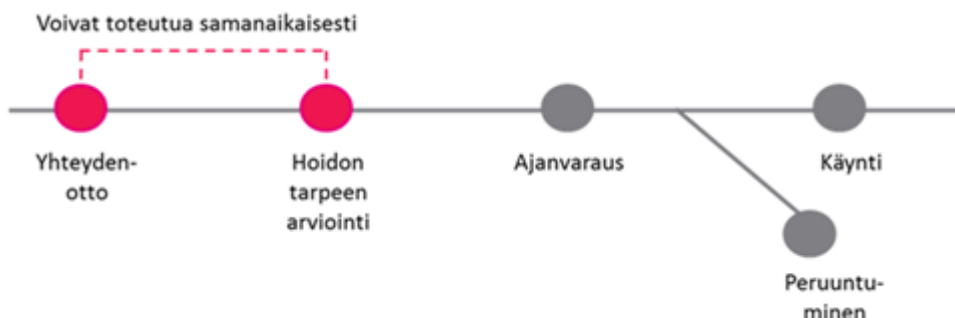 Voivat toteutua samanaikaisesti
Yhteyden-
otto
Hoidon
tarpeen
arviointi
Ajanvaraus
Käynti
Peruuntu-
minen